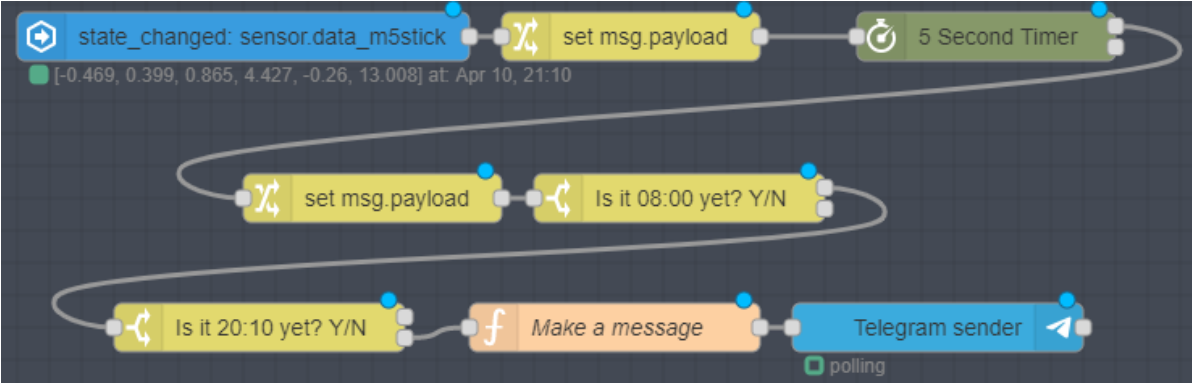 state_changed: sensor.data_m5stick
set msg.payload
5 Second Timer
[-0.469, 0.399, 0.865, 4.427, -0.26, 13.008] at: Apr 10, 21:10
set msg.payload
Is it 08:00 yet? Y/N
Is it 20:10 yet? Y/N
Make a message
Telegram sender
polling